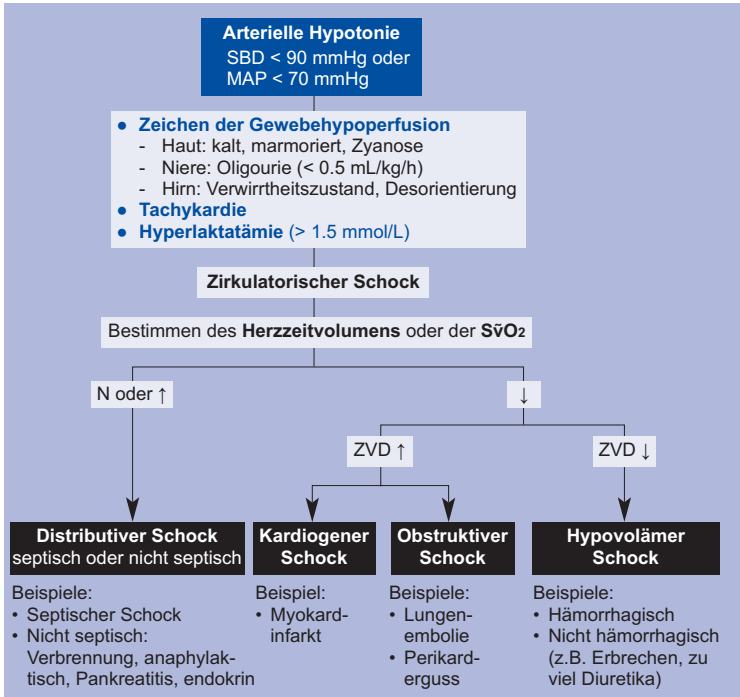 Arterielle Hypotonie
SBD < 90 mmHg oder
MAP < 70 mmHg
● Zeichen der Gewebehypoperfusion
- Haut: kalt, marmoriert, Zyanose
- Niere: Oligourie (< 0.5 mL/kg/h)
- Hirn: Verwirrtheitszustand, Desorientierung
● Tachykardie
● Hyperlaktatämie (> 1.5 mmol/L)
Zirkulatorischer Schock
Bestimmen des Herzzeitvolumens oder der Sv̄O₂
N oder ↑
↓
ZVD ↑
ZVD ↓
Distributiver Schock
septisch oder nicht septisch
Beispiele:
• Septischer Schock
• Nicht septisch:
Verbrennung, anaphylak-
tisch, Pankreatitis, endokrin
Kardiogener
Schock
Beispiel:
• Myokard-
infarkt
Obstruktiver
Schock
Beispiele:
• Lungen-
embolie
• Perikard-
erguss
Hypovolämer
Schock
Beispiele:
• Hämorrhagisch
• Nicht hämorrhagisch
(z.B. Erbrechen, zu
viel Diuretika)